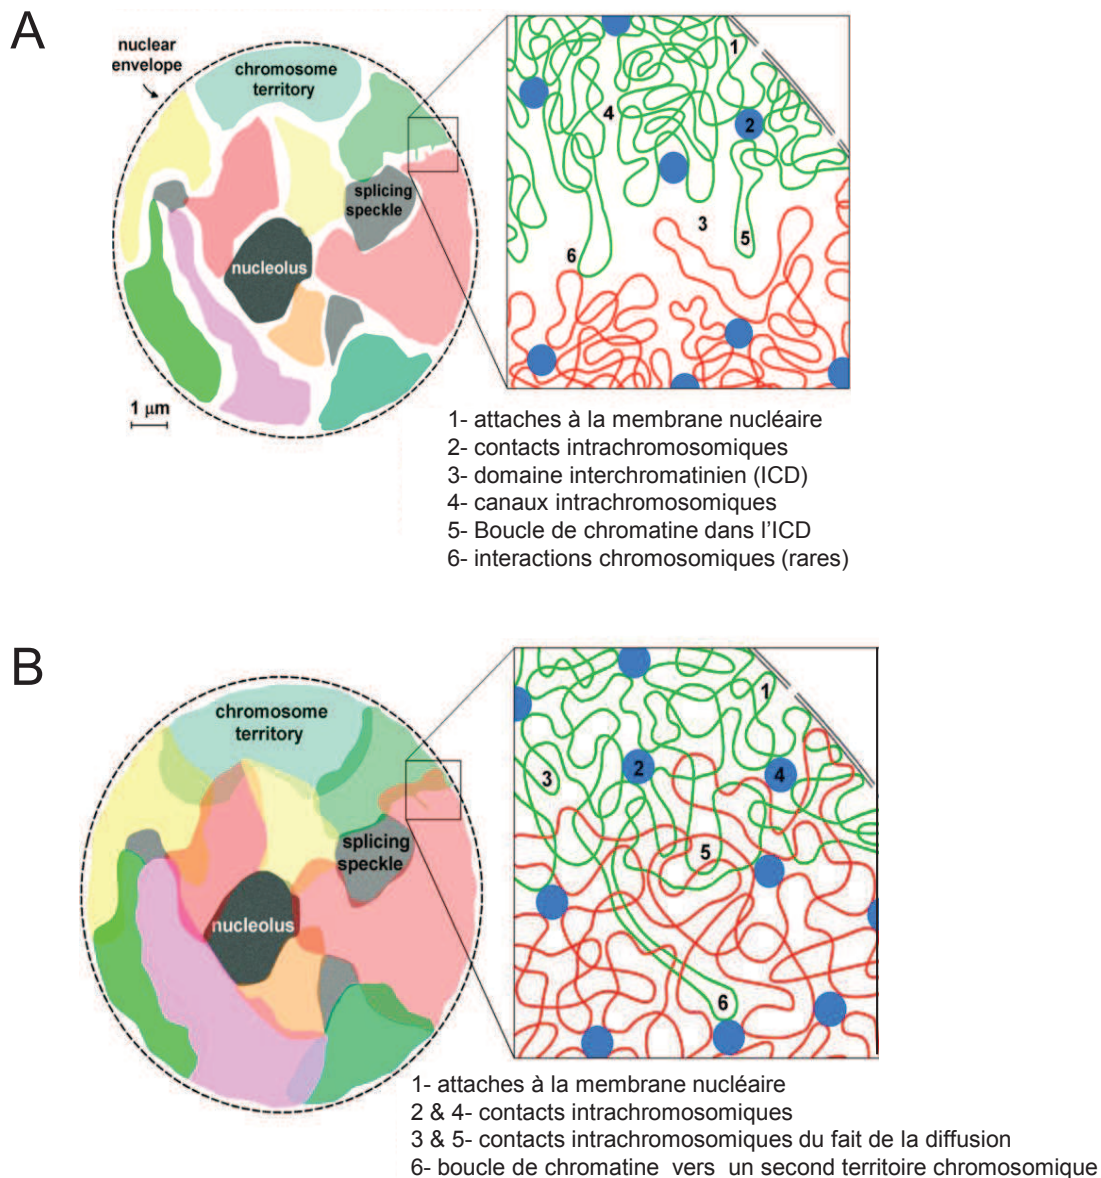 A
nuclear
envelope
chromosome
territory
splicing
speckle
nucleolus
1 µm
1
2
4
3
5
6
1- attaches à la membrane nucléaire
2- contacts intrachromosomiques
3- domaine interchromatinien (ICD)
4- canaux intrachromosomiques
5- Boucle de chromatine dans l'ICD
6- interactions chromosomiques (rares)
B
chromosome
territory
splicing
speckle
nucleolus
1
2
3
4
5
6
1- attaches à la membrane nucléaire
2 & 4- contacts intrachromosomiques
3 & 5- contacts intrachromosomiques du fait de la diffusion
6- boucle de chromatine vers un second territoire chromosomique